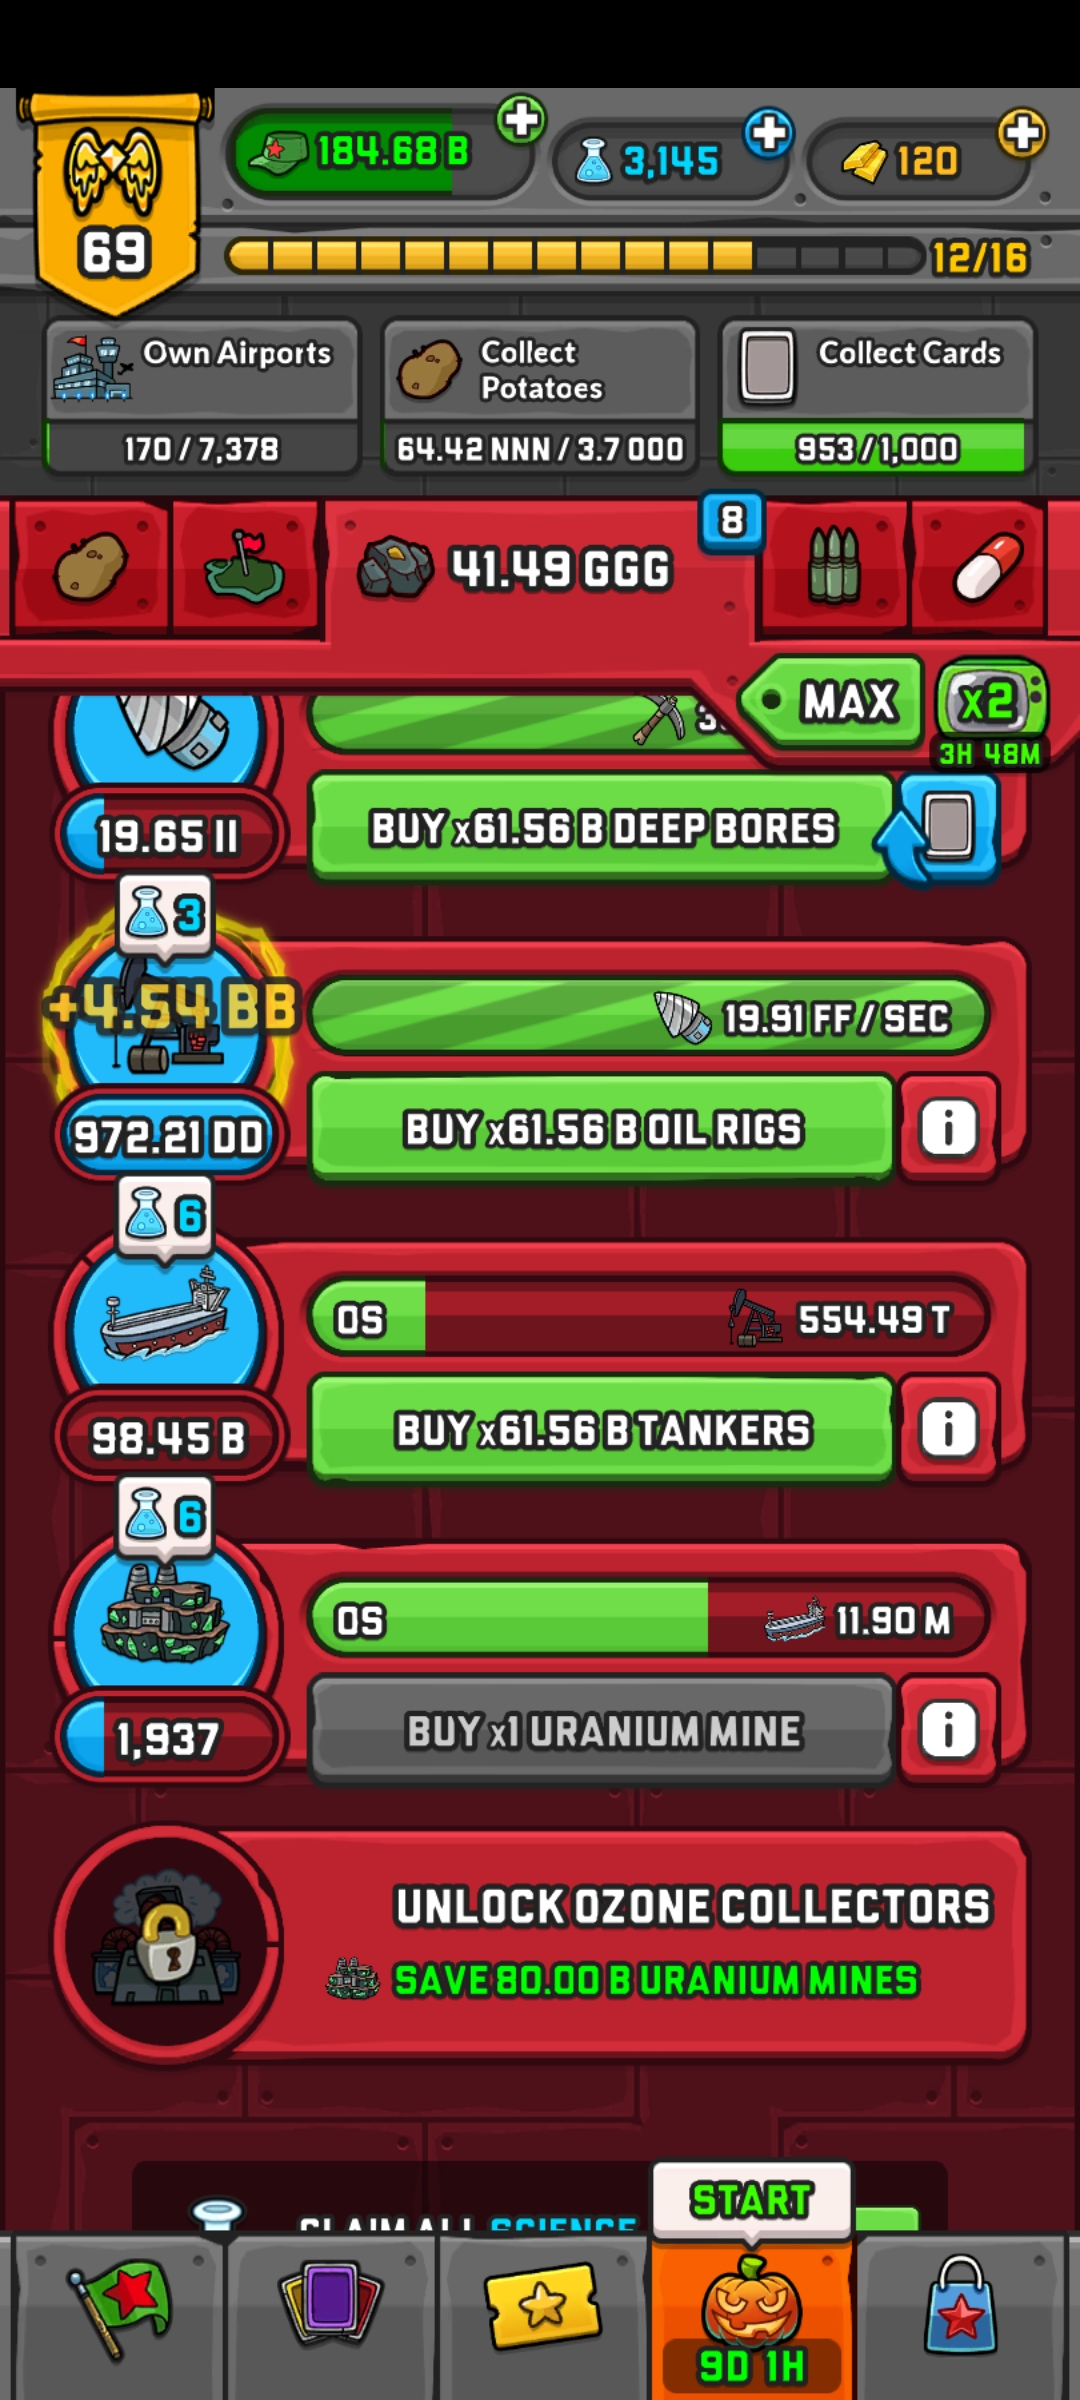 69
184.68 B
3,145
120
12/16
Own Airports
170 / 7,378
Collect
Potatoes
64.42 NNN / 3.7 OOO
Collect Cards
953 / 1,000
41.49 GGG
8
MAX
x2
3H 48M
19.65 II
BUY x61.56 B DEEP BORES
3
+4.54 BB
972.21 DD
19.91 FF / SEC
BUY x61.56 B OIL RIGS
6
98.45 B
0S
554.49 T
BUY x61.56 B TANKERS
6
1,937
0S
11.90 M
BUY x1 URANIUM MINE
UNLOCK OZONE COLLECTORS
SAVE 80.00 B URANIUM MINES
CLAIM ALL SCIENCE
START
9D 1H